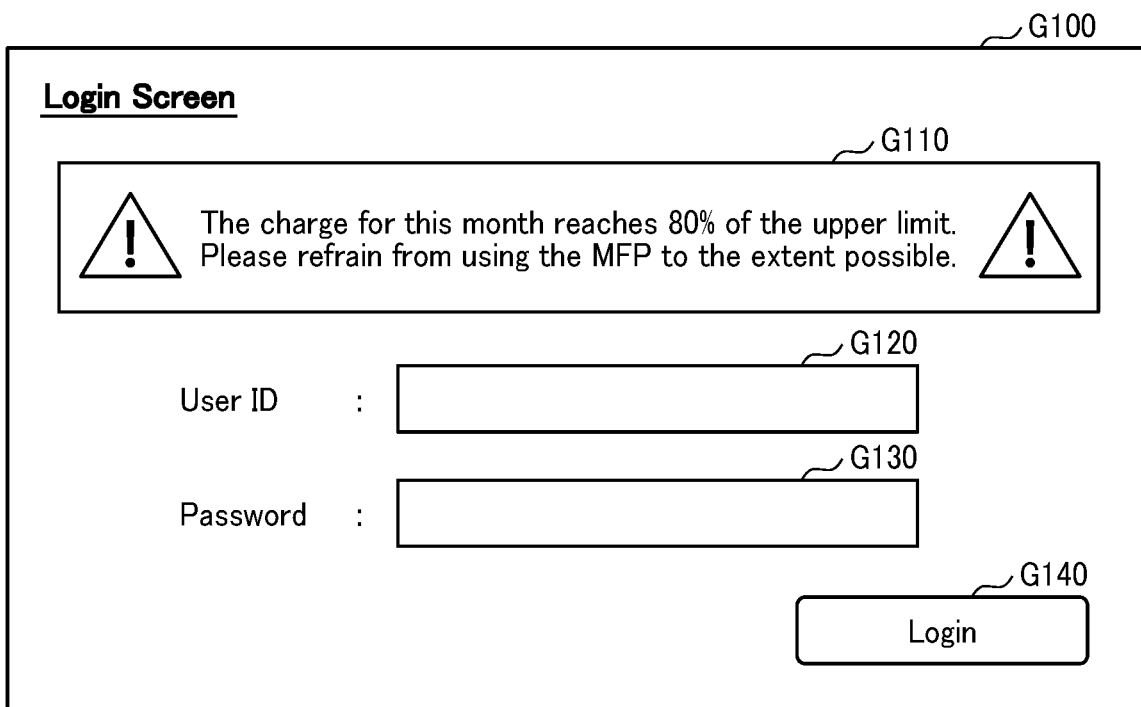 G100
Login Screen
G110
The charge for this month reaches 80% of the upper limit.
Please refrain from using the MFP to the extent possible.
G120
User ID :
G130
Password :
G140
Login